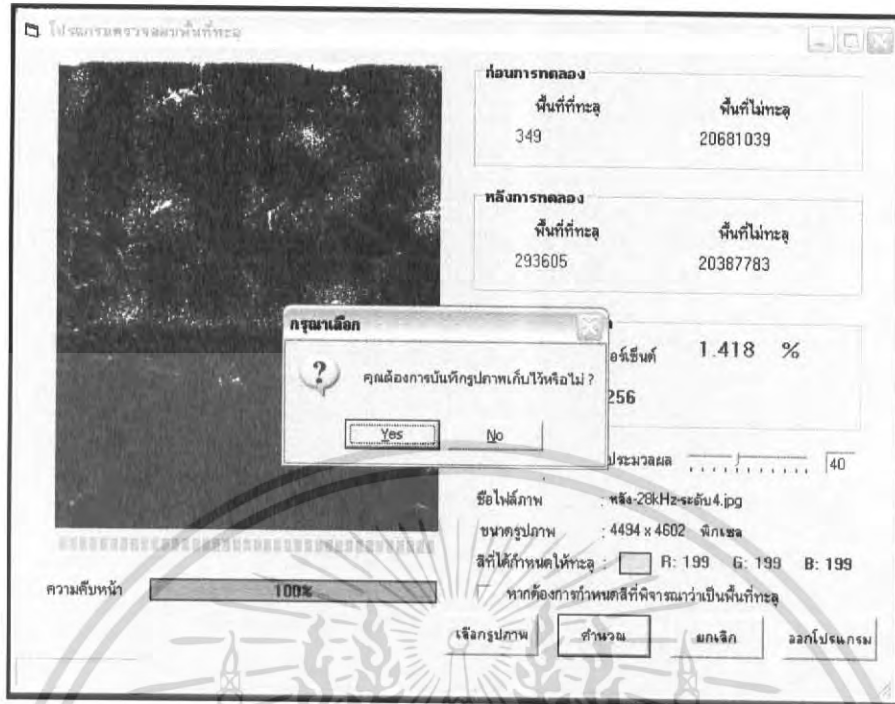 โปรแกรมตรวจสอบพื้นที่ทะลุ
ก่อนการทดลอง
พื้นที่ที่ทะลุ พื้นที่ไม่ทะลุ
349 20681039
หลังการทดลอง
พื้นที่ที่ทะลุ พื้นที่ไม่ทะลุ
293605 20387783
กรุณาเลือก
คุณต้องการบันทึกรูปภาพเก็บไว้หรือไม่ ?
Yes No
อร์เซ็นต์ 1.418 %
256
ประมวลผล 40
ชื่อไฟล์ภาพ : หลัง-28kHz-ระดับ4.jpg
ขนาดรูปภาพ : 4494 x 4602 พิกเซล
สีที่ได้กำหนดให้ทะลุ : R: 199 G: 199 B: 199
ความคืบหน้า 100%
หากต้องการกำหนดสีที่พิจารณาว่าเป็นพื้นที่ทะลุ
เลือกรูปภาพ คำนวณ ยกเลิก ออกโปรแกรม